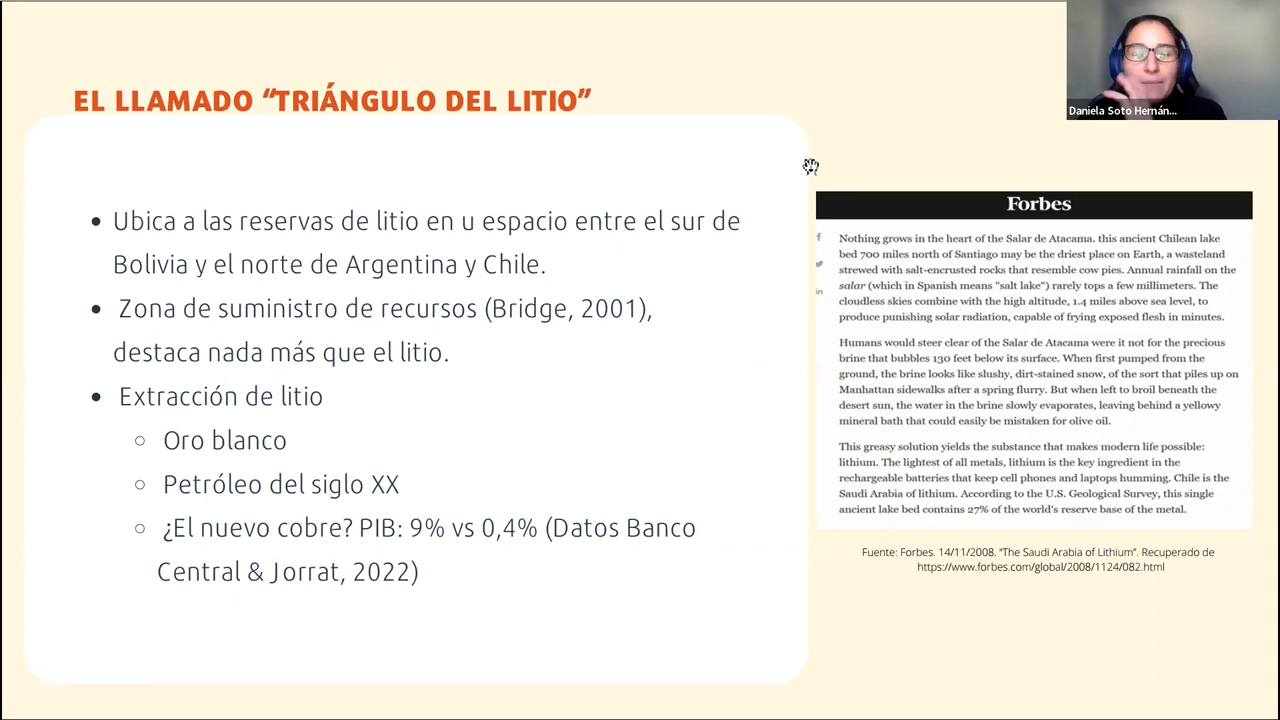 EL LLAMADO “TRIÁNGULO DEL LITIO”
• Ubica a las reservas de litio en u espacio entre el sur de
Bolivia y el norte de Argentina y Chile.
• Zona de suministro de recursos (Bridge, 2001),
destaca nada más que el litio.
• Extracción de litio
○ Oro blanco
○ Petróleo del siglo XX
○ ¿El nuevo cobre? PIB: 9% vs 0,4% (Datos Banco
Central & Jorrat, 2022)
Daniela Soto Hernán...
Forbes
Nothing grows in the heart of the Salar de Atacama. this ancient Chilean lake
bed 700 miles north of Santiago may be the driest place on Earth, a wasteland
strewed with salt-encrusted rocks that resemble cow pies. Annual rainfall on the
salar (which in Spanish means "salt lake") rarely tops a few millimeters. The
cloudless skies combine with the high altitude, 1.4 miles above sea level, to
produce punishing solar radiation, capable of frying exposed flesh in minutes.
Humans would steer clear of the Salar de Atacama were it not for the precious
brine that bubbles 130 feet below its surface. When first pumped from the
ground, the brine looks like slushy, dirt-stained snow, of the sort that piles up on
Manhattan sidewalks after a spring flurry. But when left to broil beneath the
desert sun, the water in the brine slowly evaporates, leaving behind a yellowy
mineral bath that could easily be mistaken for olive oil.
This greasy solution yields the substance that makes modern life possible:
lithium. The lightest of all metals, lithium is the key ingredient in the
rechargeable batteries that keep cell phones and laptops humming. Chile is the
Saudi Arabia of lithium. According to the U.S. Geological Survey, this single
ancient lake bed contains 27% of the world's reserve base of the metal.
Fuente: Forbes. 14/11/2008. “The Saudi Arabia of Lithium”. Recuperado de
https://www.forbes.com/global/2008/1124/082.html